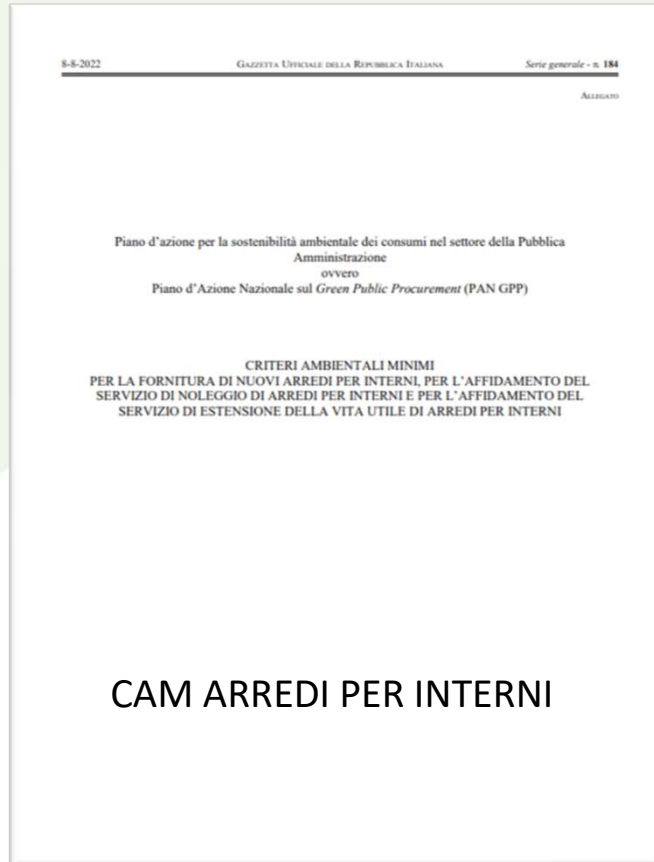 8-8-2022 GAZZETTA UFFICIALE DELLA REPUBBLICA ITALIANA Serie generale - n. 184
ALLEGATO
Piano d'azione per la sostenibilità ambientale dei consumi nel settore della Pubblica
Amministrazione
ovvero
Piano d'Azione Nazionale sul Green Public Procurement (PAN GPP)
CRITERI AMBIENTALI MINIMI
PER LA FORNITURA DI NUOVI ARREDI PER INTERNI, PER L'AFFIDAMENTO DEL
SERVIZIO DI NOLEGGIO DI ARREDI PER INTERNI E PER L'AFFIDAMENTO DEL
SERVIZIO DI ESTENSIONE DELLA VITA UTILE DI ARREDI PER INTERNI
CAM ARREDI PER INTERNI